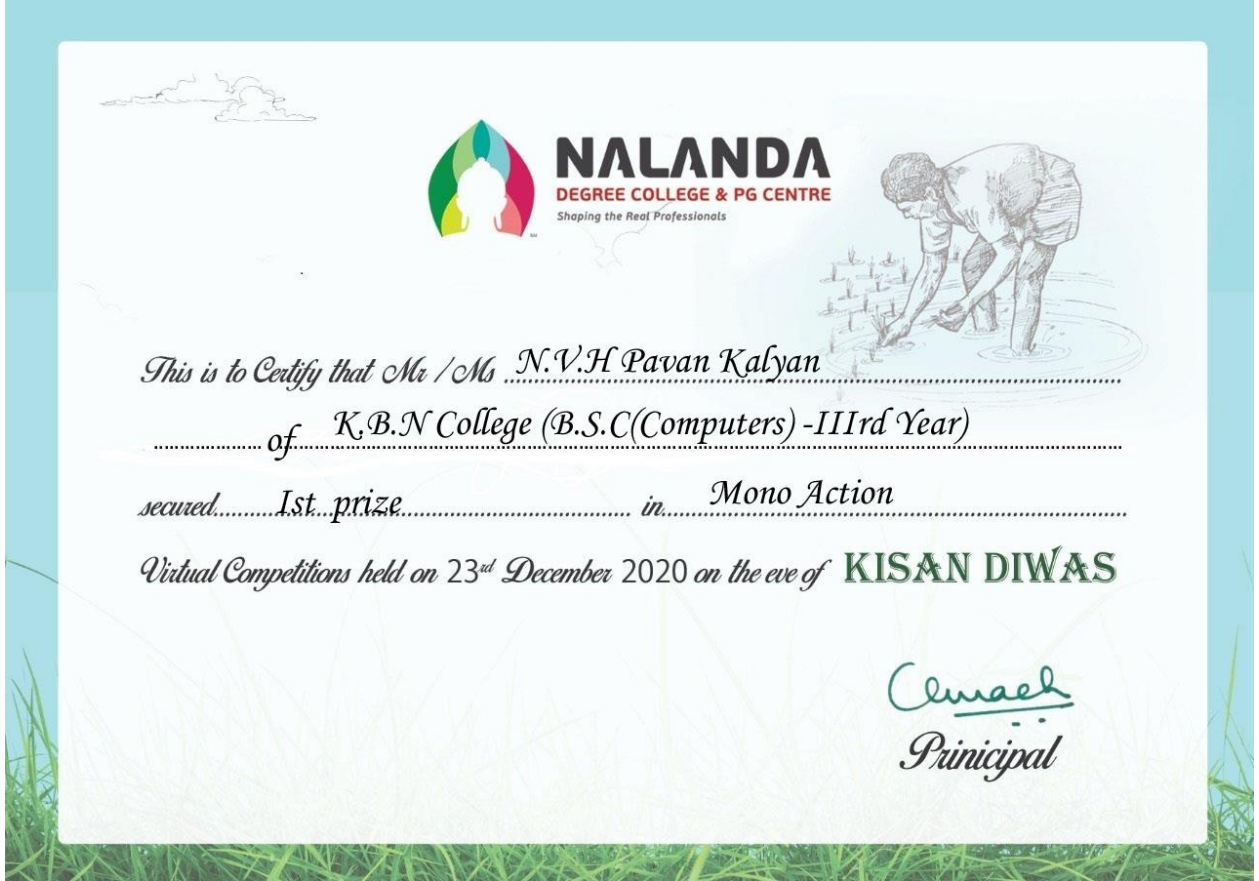 NALANDA
DEGREE COLLEGE & PG CENTRE
Shaping the Real Professionals
This is to Certify that Mr / Ms N.V.H Pavan Kalyan
of K.B.N College (B.S.C(Computers) -IIIrd Year)
secured Ist prize in Mono Action
Virtual Competitions held on 23rd December 2020 on the eve of KISAN DIWAS
Prinicipal